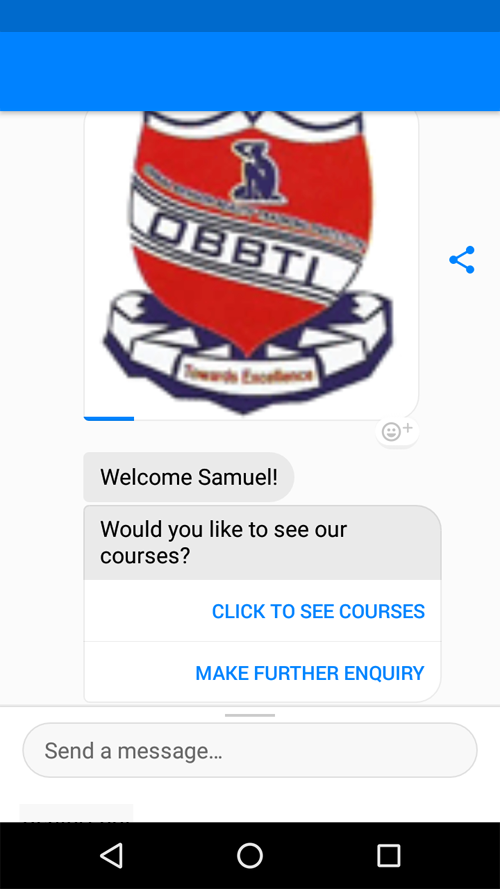 OBBTI
Towards Excellence
Welcome Samuel!
Would you like to see our
courses?
CLICK TO SEE COURSES
MAKE FURTHER ENQUIRY
Send a message...